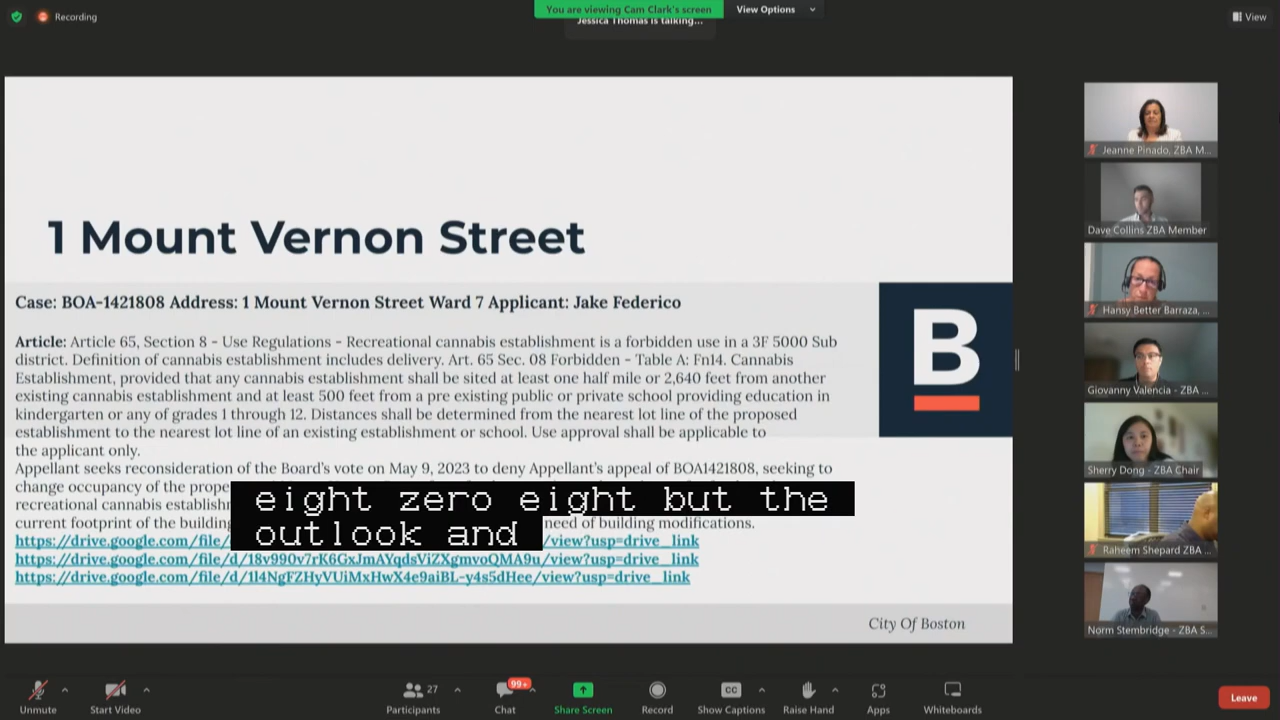 Recording
You are viewing Cam Clark's screen
View Options
Jessica Thomas is talking...
View
1 Mount Vernon Street
Case: BOA-1421808 Address: 1 Mount Vernon Street Ward 7 Applicant: Jake Federico
Article: Article 65, Section 8 - Use Regulations - Recreational cannabis establishment is a forbidden use in a 3F 5000 Sub
district. Definition of cannabis establishment includes delivery. Art. 65 Sec. 08 Forbidden - Table A: Fn14. Cannabis
Establishment, provided that any cannabis establishment shall be sited at least one half mile or 2,640 feet from another
existing cannabis establishment and at least 500 feet from a pre existing public or private school providing education in
kindergarten or any of grades 1 through 12. Distances shall be determined from the nearest lot line of the proposed
establishment to the nearest lot line of an existing establishment or school. Use approval shall be applicable to
the applicant only.
Appellant seeks reconsideration of the Board's vote on May 9, 2023 to deny Appellant's appeal of BOA1421808, seeking to
change occupancy of the
recreational cannabis
current footprint of the building need of building modifications.
https://drive.google.com/file/ /view?usp=drive_link
https://drive.google.com/file/d/18v990v7rK6GxJmAYqdsViZXgmvoQMA9u/view?usp=drive_link
https://drive.google.com/file/d/1l4NgFZHyVUiMxHwX4e9aiBL-y4s5dHee/view?usp=drive_link
eight zero eight but the
outlook and
B
City Of Boston
Jeanne Pinado, ZBA M...
Dave Collins ZBA Member
Hansy Better Barraza, ...
Giovanny Valencia - ZBA ...
Sherry Dong - ZBA Chair
Raheem Shepard ZBA ...
Norm Stembridge - ZBA S...
Unmute
Start Video
27
Participants
99+
Chat
Share Screen
Record
CC
Show Captions
Raise Hand
Apps
Whiteboards
Leave